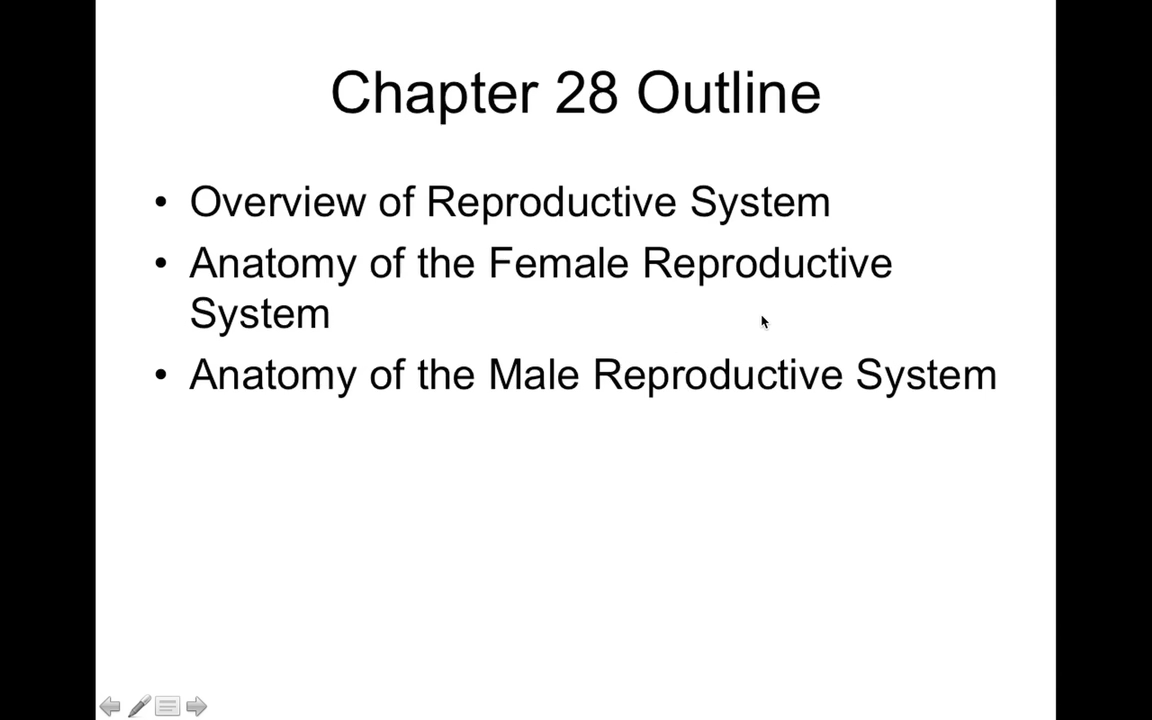 Chapter 28 Outline
• Overview of Reproductive System
• Anatomy of the Female Reproductive
System
• Anatomy of the Male Reproductive System